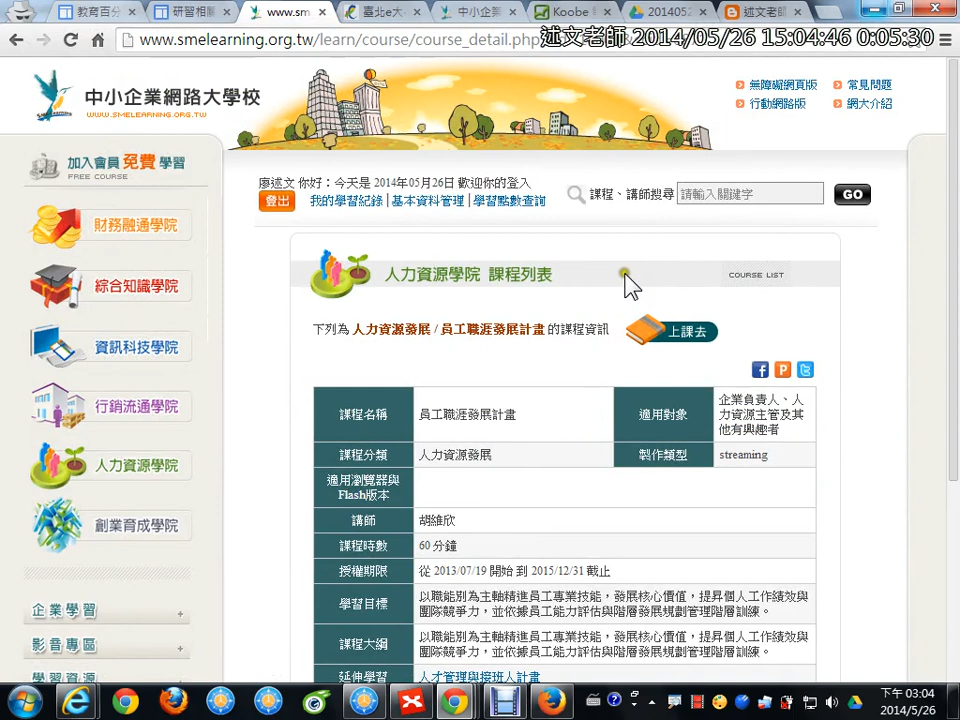 教育百分
研習相關
www.sm
臺北e大
中小企業
Koobe
2014052
述文老師
www.smelearning.org.tw/learn/course/course_detail.php
述文老師 2014/05/26 15:04:46 0:05:30
中小企業網路大學校
WWW.SMELEARNING.ORG.TW
無障礙網頁版
常見問題
行動網路版
網大介紹
加入會員 免費 學習
FREE COURSE
財務融通學院
綜合知識學院
資訊科技學院
行銷流通學院
人力資源學院
創業育成學院
企業學習
影音專區
學習資源
廖述文 你好：今天是 2014年05月26日 歡迎你的登入
登出
我的學習紀錄 | 基本資料管理 | 學習點數查詢
課程、講師搜尋
請輸入關鍵字
GO
人力資源學院 課程列表
COURSE LIST
下列為 人力資源發展 / 員工職涯發展計畫 的課程資訊
上課去
課程名稱
員工職涯發展計畫
適用對象
企業負責人、人
力資源主管及其
他有興趣者
課程分類
人力資源發展
製作類型
streaming
適用瀏覽器與
Flash版本
講師
胡維欣
課程時數
60 分鐘
授權期限
從 2013/07/19 開始 到 2015/12/31 截止
學習目標
以職能別為主軸精進員工專業技能，發展核心價值，提昇個人工作績效與
團隊競爭力，並依據員工能力評估與階層發展規劃管理階層訓練。
課程大綱
以職能別為主軸精進員工專業技能，發展核心價值，提昇個人工作績效與
團隊競爭力，並依據員工能力評估與階層發展規劃管理階層訓練。
延伸學習
人才管理與接班人計畫
下午 03:04
2014/5/26